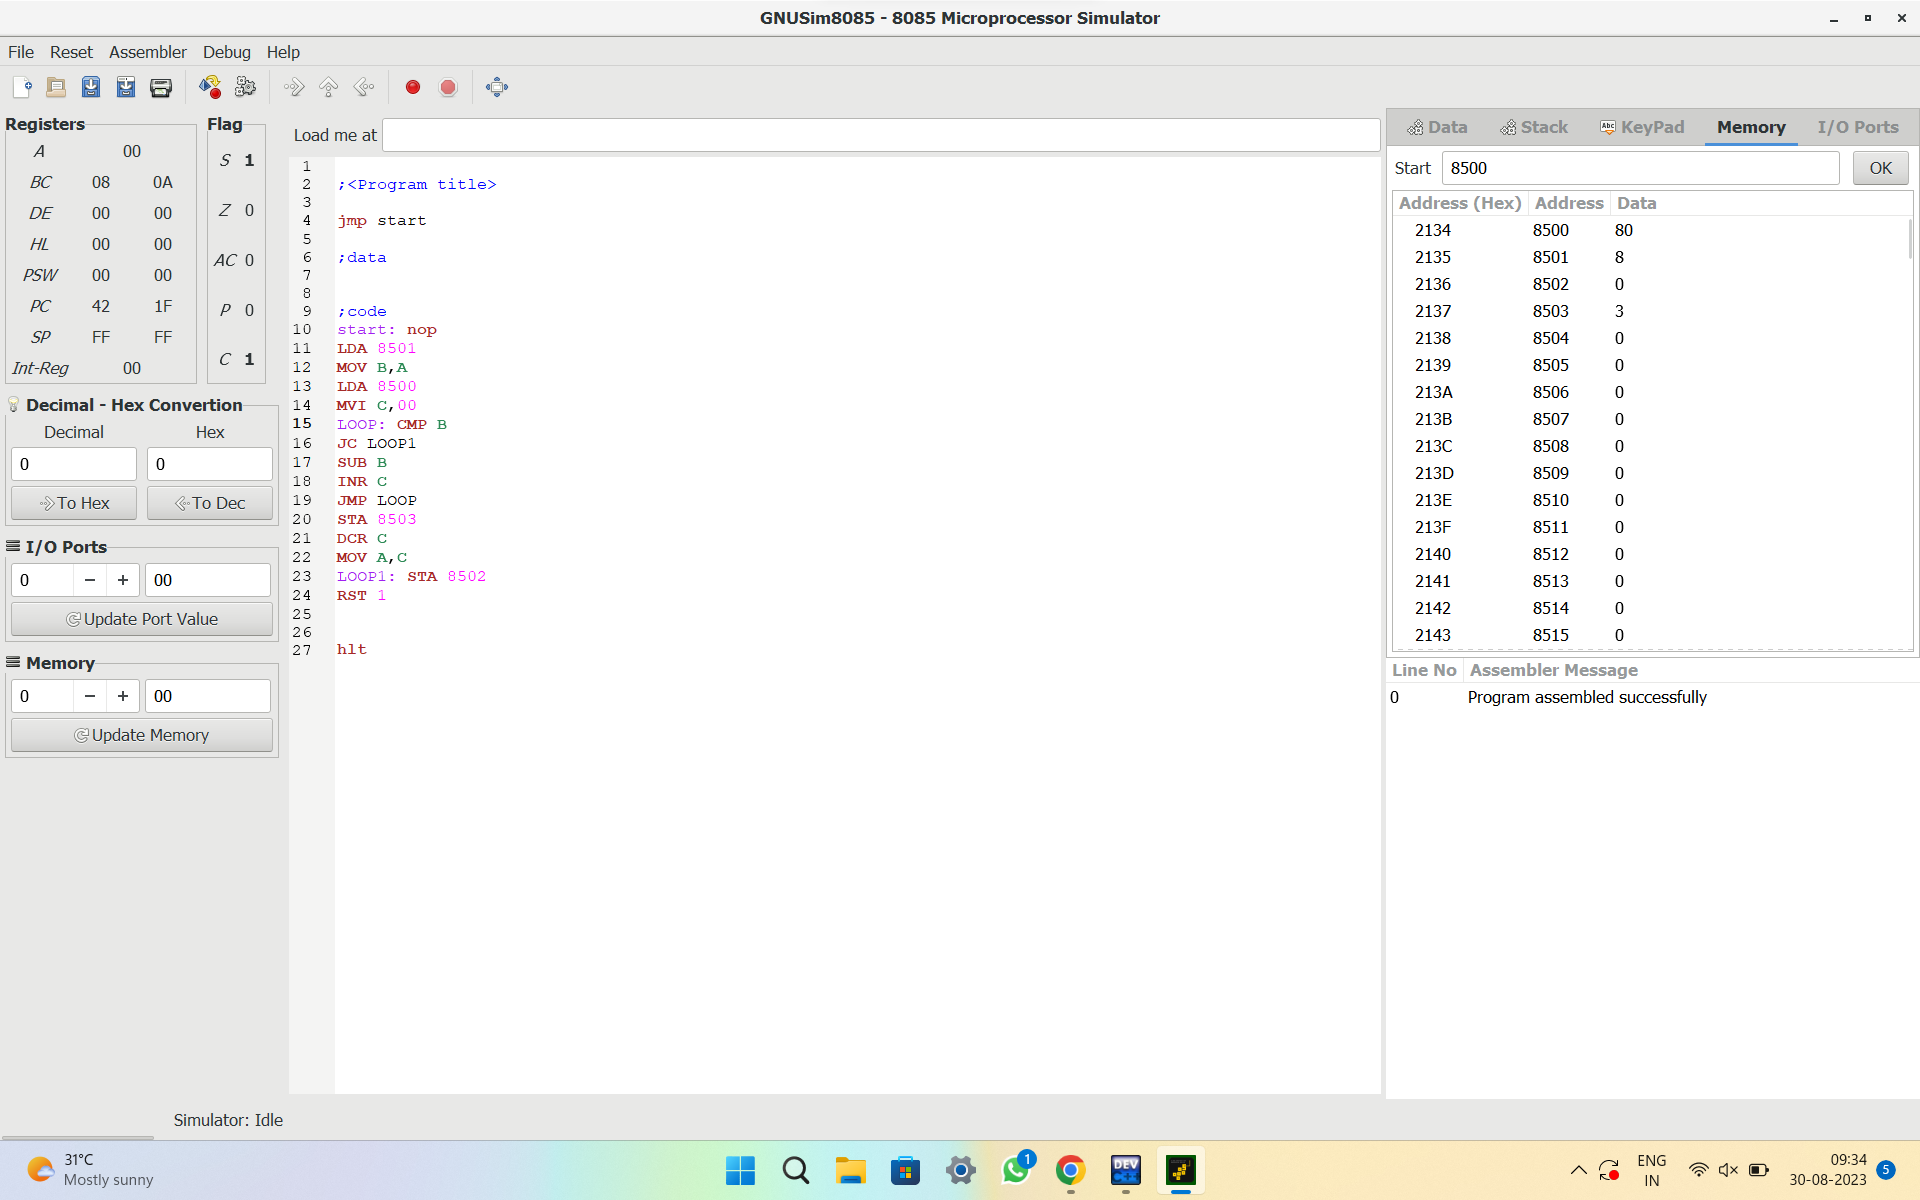 GNUSim8085 - 8085 Microprocessor Simulator
File Reset Assembler Debug Help
Registers
A 00
BC 08 0A
DE 00 00
HL 00 00
PSW 00 00
PC 42 1F
SP FF FF
Int-Reg 00
Flag
S 1
Z 0
AC 0
P 0
C 1
Decimal - Hex Convertion
Decimal Hex
0 0
To Hex To Dec
I/O Ports
0 − + 00
Update Port Value
Memory
0 − + 00
Update Memory
Load me at
1
2 ;<Program title>
3
4 jmp start
5
6 ;data
7
8
9 ;code
10 start: nop
11 LDA 8501
12 MOV B,A
13 LDA 8500
14 MVI C,00
15 LOOP: CMP B
16 JC LOOP1
17 SUB B
18 INR C
19 JMP LOOP
20 STA 8503
21 DCR C
22 MOV A,C
23 LOOP1: STA 8502
24 RST 1
25
26
27 hlt
Data Stack Abc KeyPad Memory I/O Ports
Start 8500 OK
Address (Hex) Address Data
2134 8500 80
2135 8501 8
2136 8502 0
2137 8503 3
2138 8504 0
2139 8505 0
213A 8506 0
213B 8507 0
213C 8508 0
213D 8509 0
213E 8510 0
213F 8511 0
2140 8512 0
2141 8513 0
2142 8514 0
2143 8515 0
Line No Assembler Message
0 Program assembled successfully
Simulator: Idle
31°C
Mostly sunny
1
DEV
C++
ENG
IN
09:34
30-08-2023
5